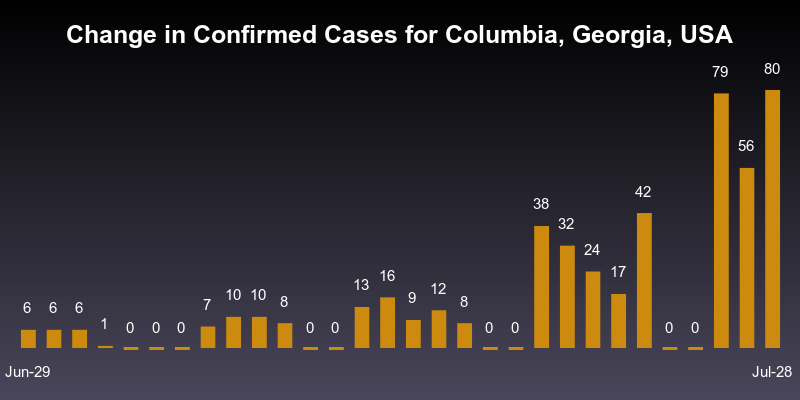 Change in Confirmed Cases for Columbia, Georgia, USA
6 6 6 1 0 0 0 7 10 10 8 0 0 13 16 9 12 8 0 0 38 32 24 17 42 0 0 79 56 80
Jun-29 Jul-28